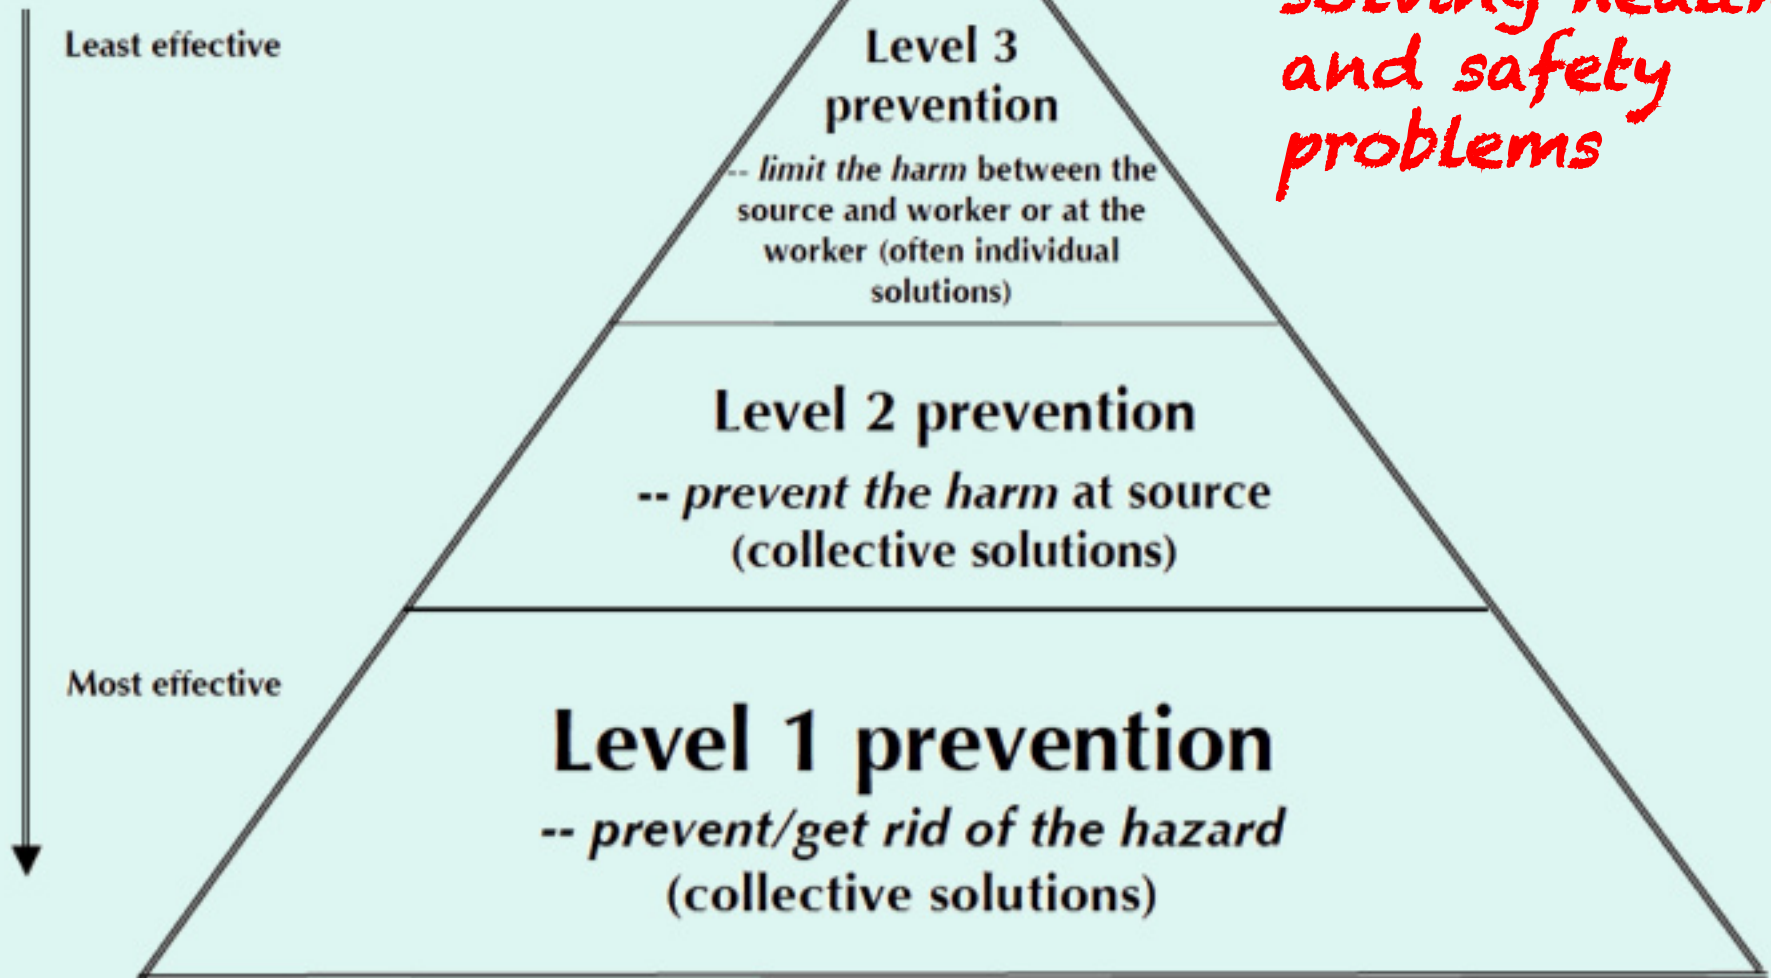 solving health
and safety
problems
Least effective
Level 3
prevention
-- limit the harm between the
source and worker or at the
worker (often individual
solutions)
Level 2 prevention
-- prevent the harm at source
(collective solutions)
Most effective
Level 1 prevention
-- prevent/get rid of the hazard
(collective solutions)